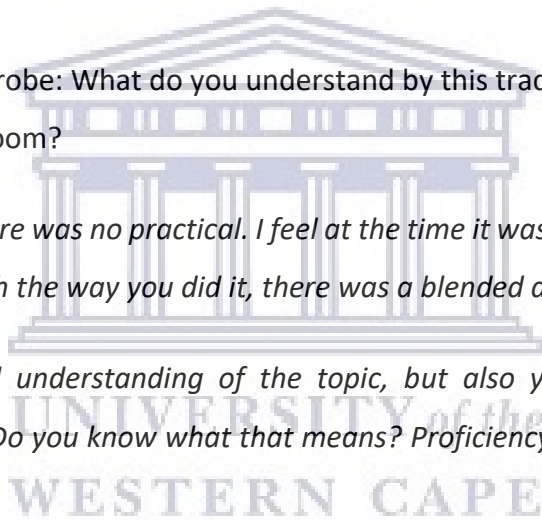 robe: What do you understand by this trad
oom?
re was no practical. I feel at the time it was
h the way you did it, there was a blended a
understanding of the topic, but also y
UNIVERSITY of the
Do you know what that means? Proficiency
WESTERN CAPE